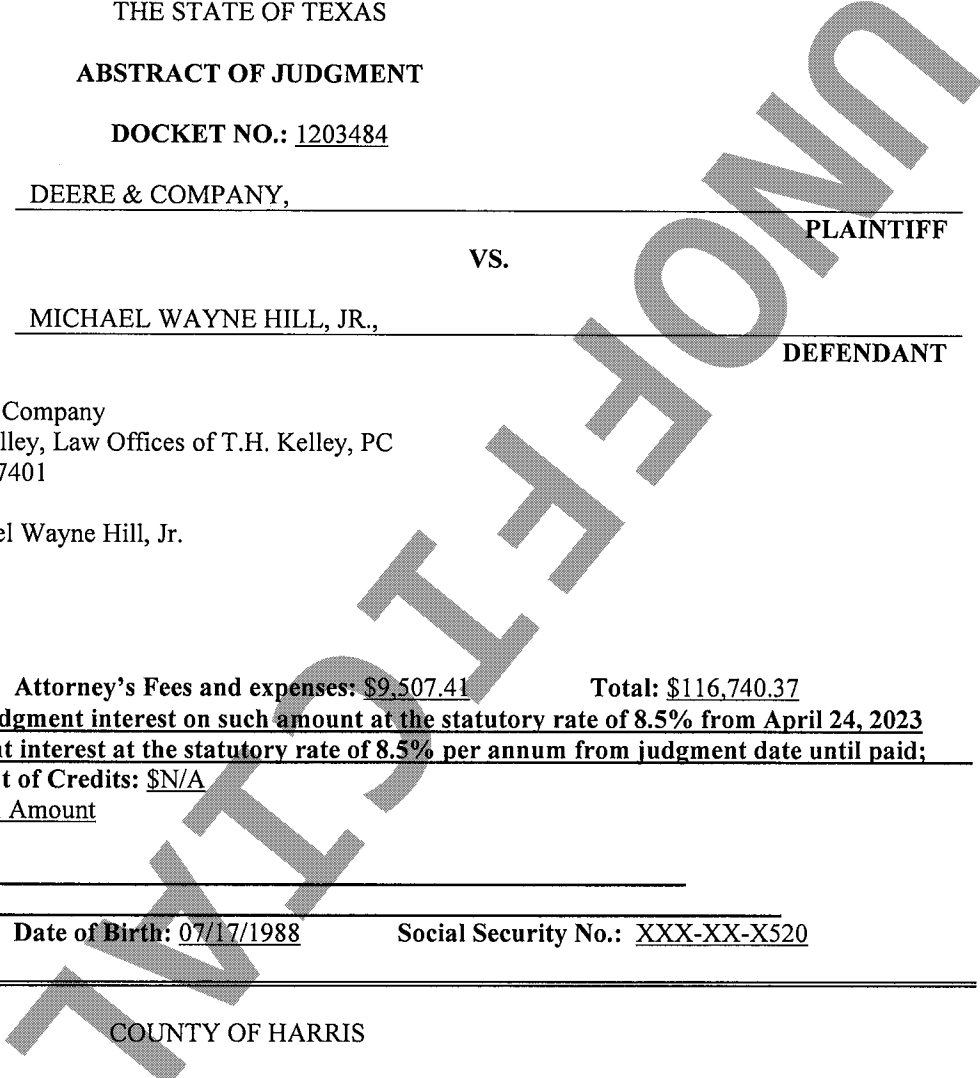 THE STATE OF TEXAS
ABSTRACT OF JUDGMENT
DOCKET NO.: 1203484
DEERE & COMPANY,
PLAINTIFF
VS.
MICHAEL WAYNE HILL, JR.,
DEFENDANT
Company
lley, Law Offices of T.H. Kelley, PC
7401
el Wayne Hill, Jr.
Attorney's Fees and expenses: $9,507.41 Total: $116,740.37
dgment interest on such amount at the statutory rate of 8.5% from April 24, 2023
nt interest at the statutory rate of 8.5% per annum from judgment date until paid;
t of Credits: $N/A
Amount
Date of Birth: 07/17/1988 Social Security No.: XXX-XX-X520
COUNTY OF HARRIS
UNOFFICIAL